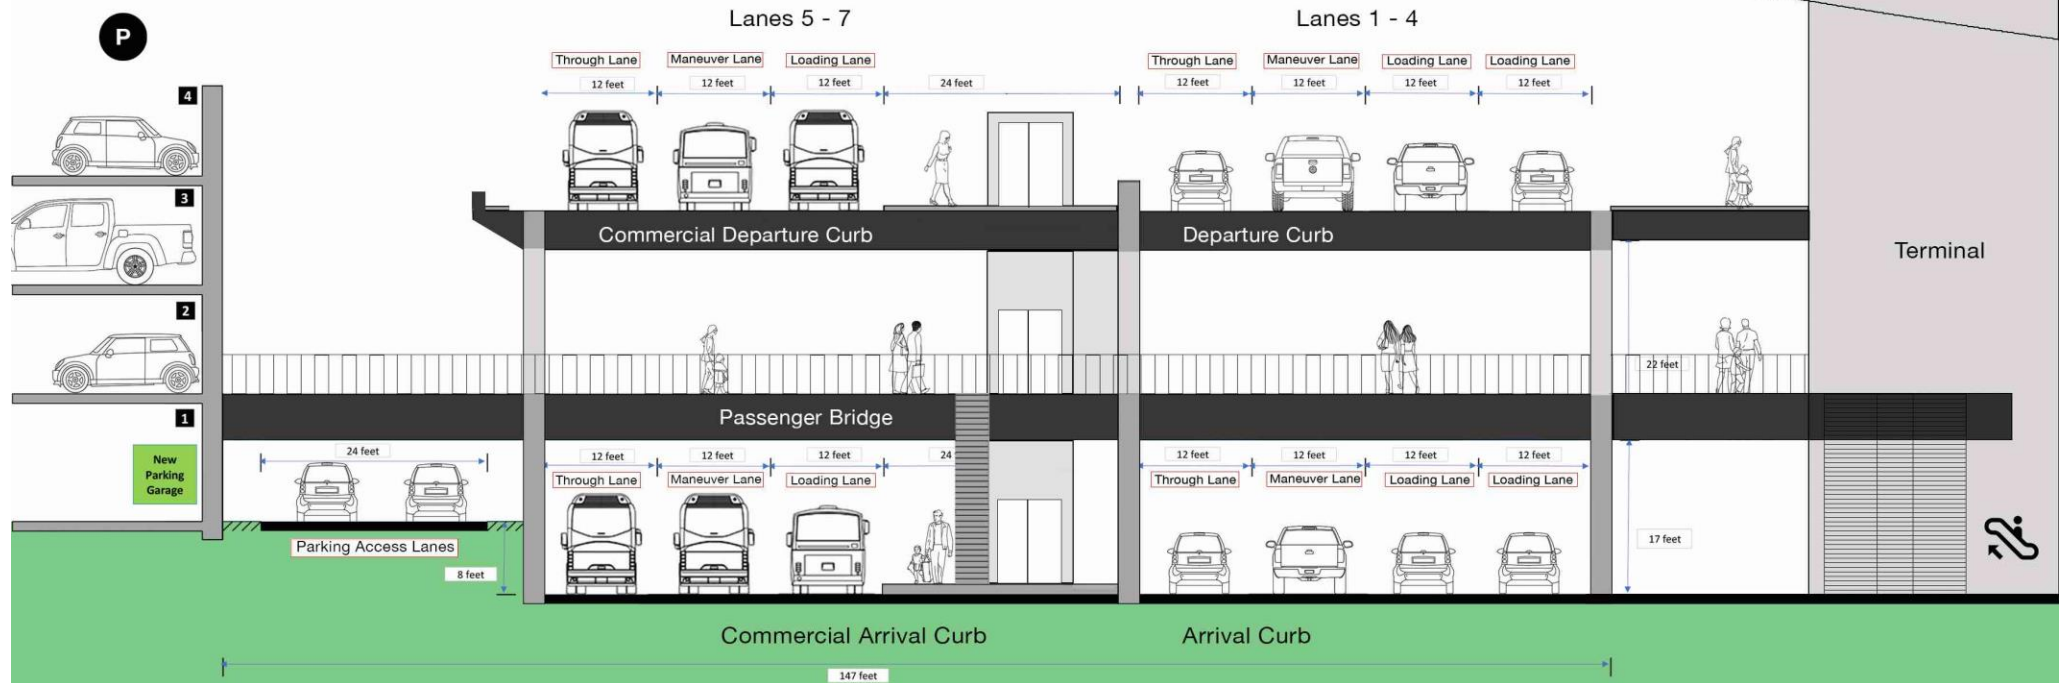 P
Lanes 5 - 7
Lanes 1 - 4
Through Lane
Maneuver Lane
Loading Lane
Through Lane
Maneuver Lane
Loading Lane
Loading Lane
12 feet
12 feet
12 feet
24 feet
12 feet
12 feet
12 feet
12 feet
4
3
Commercial Departure Curb
Departure Curb
Terminal
2
22 feet
1
Passenger Bridge
New
Parking
Garage
24 feet
12 feet
12 feet
12 feet
24
12 feet
12 feet
12 feet
12 feet
Through Lane
Maneuver Lane
Loading Lane
Through Lane
Maneuver Lane
Loading Lane
Loading Lane
Parking Access Lanes
17 feet
8 feet
Commercial Arrival Curb
Arrival Curb
147 feet